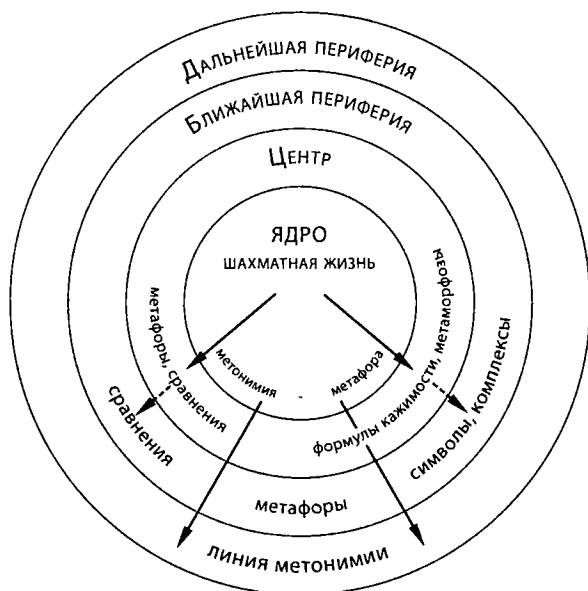 Дальнейшая периферия
Ближайшая периферия
Центр
ЯДРО
шахматная жизнь
метонимия
метафора
метафоры, сравнения
формулы кажимости, метаморфозы
сравнения
метафоры
символы, комплексы
линия метонимии